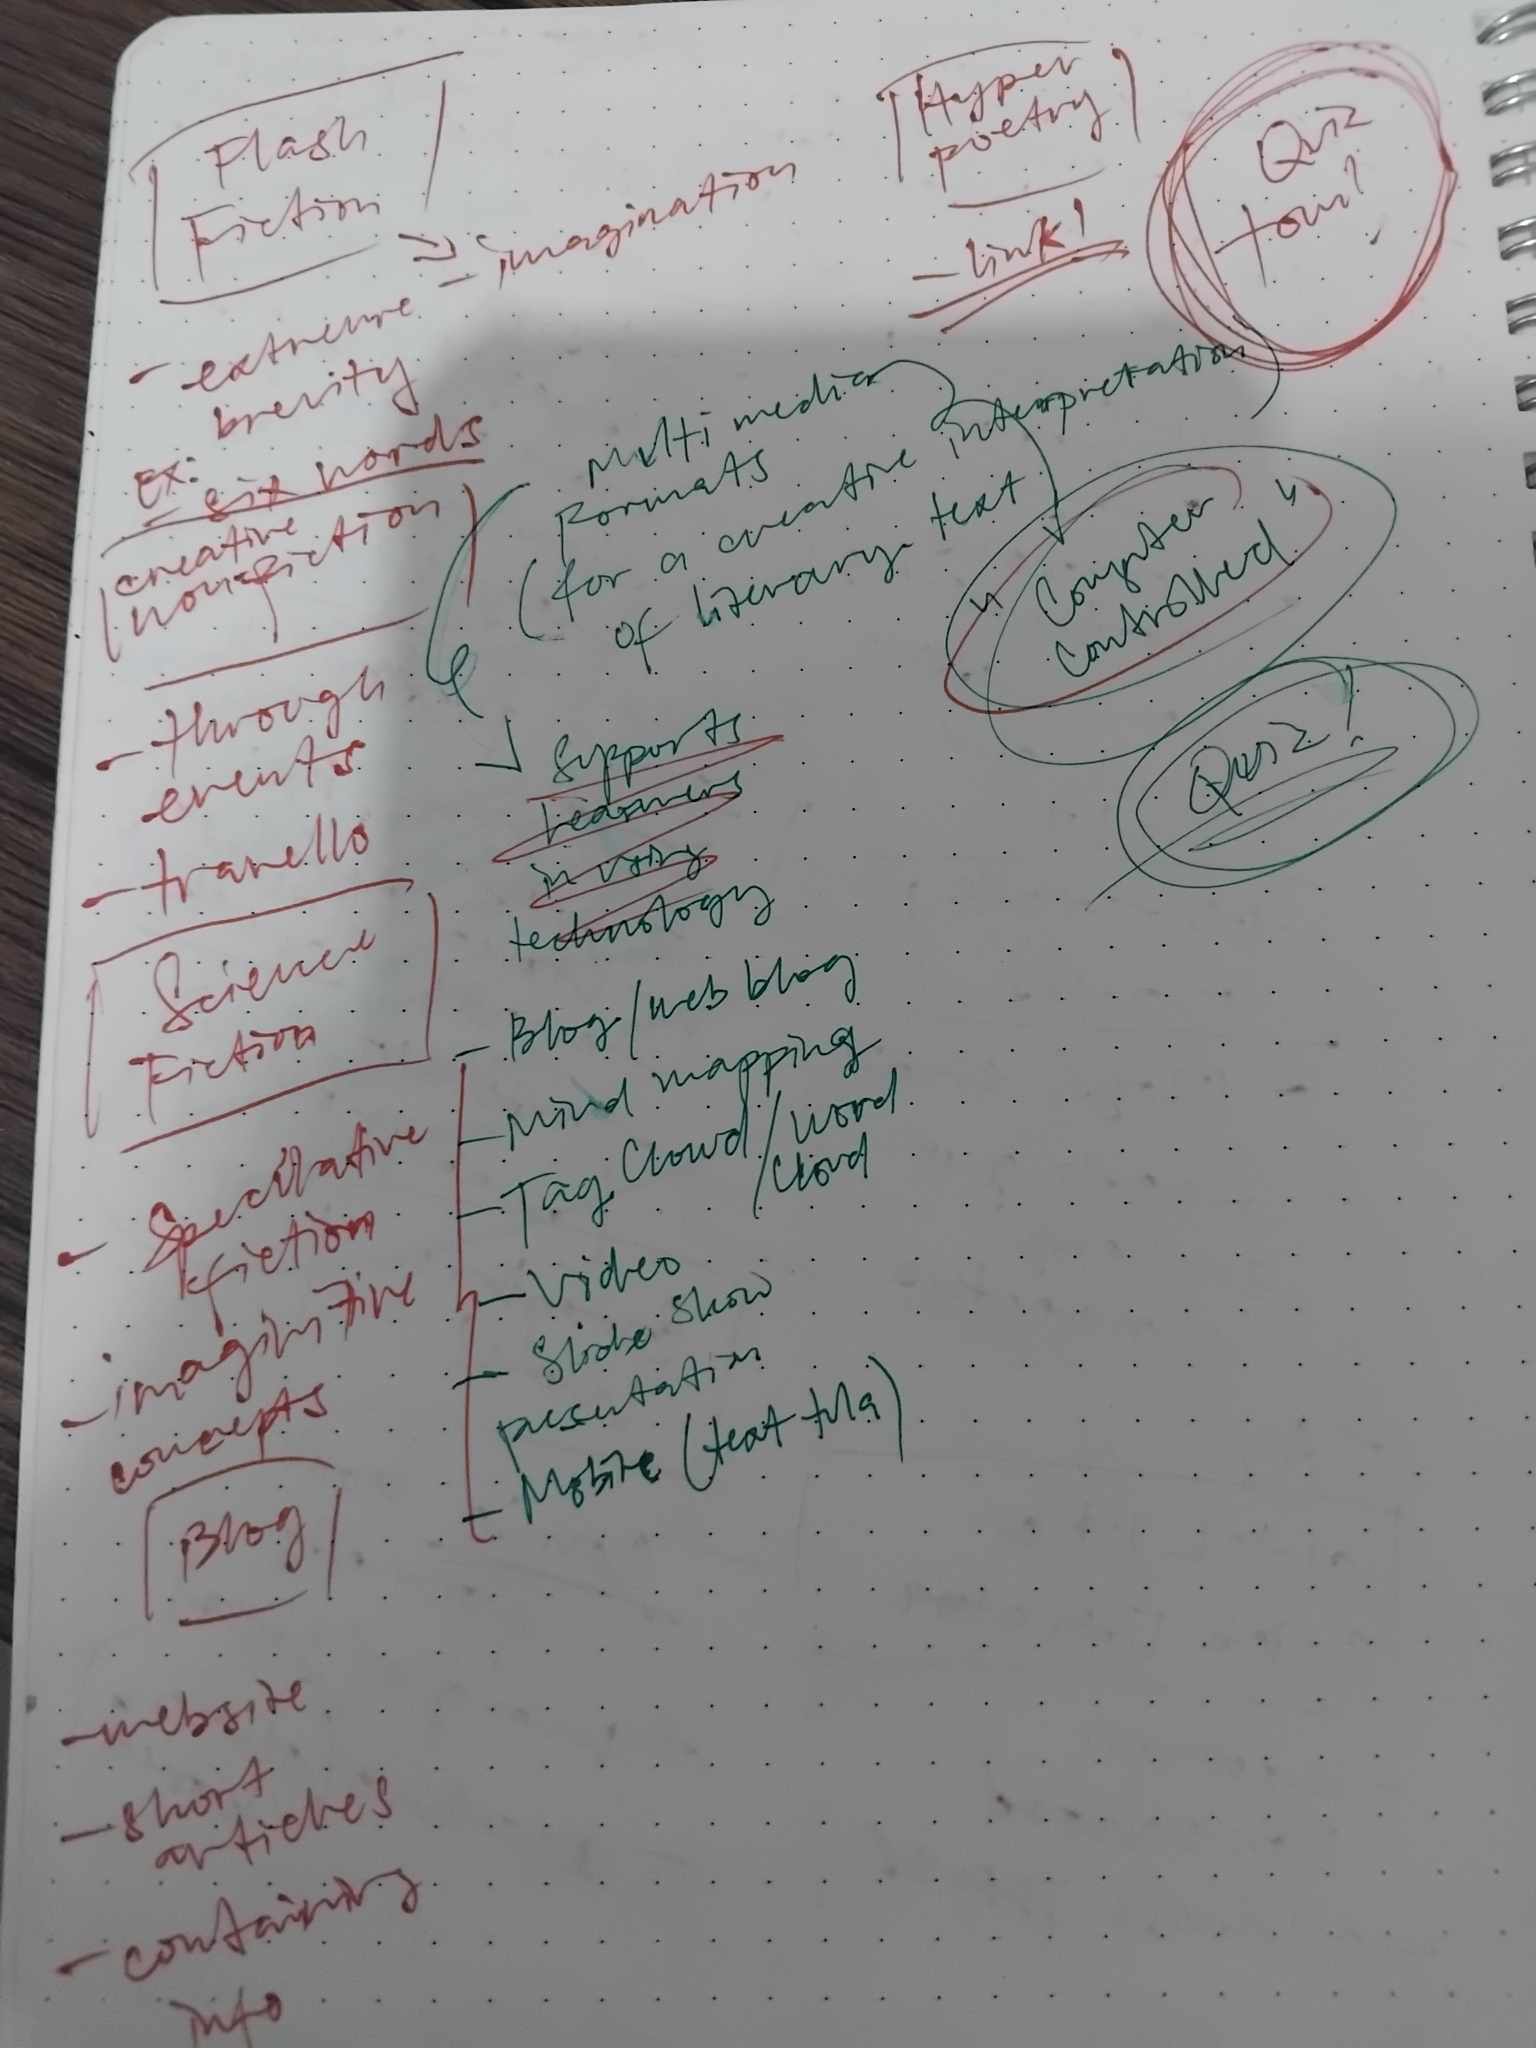 Flash
Fiction
- imagination
- extreme
brevity
Ex:
- six words
creative
nonfiction
- through
events
- travello
Science
Fiction
- Speculative
fiction
concepts
Blog
- website
- short
articles
- containing
info
Hyper
poetry
- link!
Quiz
Multi media
Formats
(for a creative interpretation
of literary text
"Computer
controlled"
Quiz!
Supports
learners
in using
technology
- Blog/web blog
- Mind mapping
- Tag Cloud/Word
Cloud
- Video
- Slide Show
presentation
- Mobile (text tula)